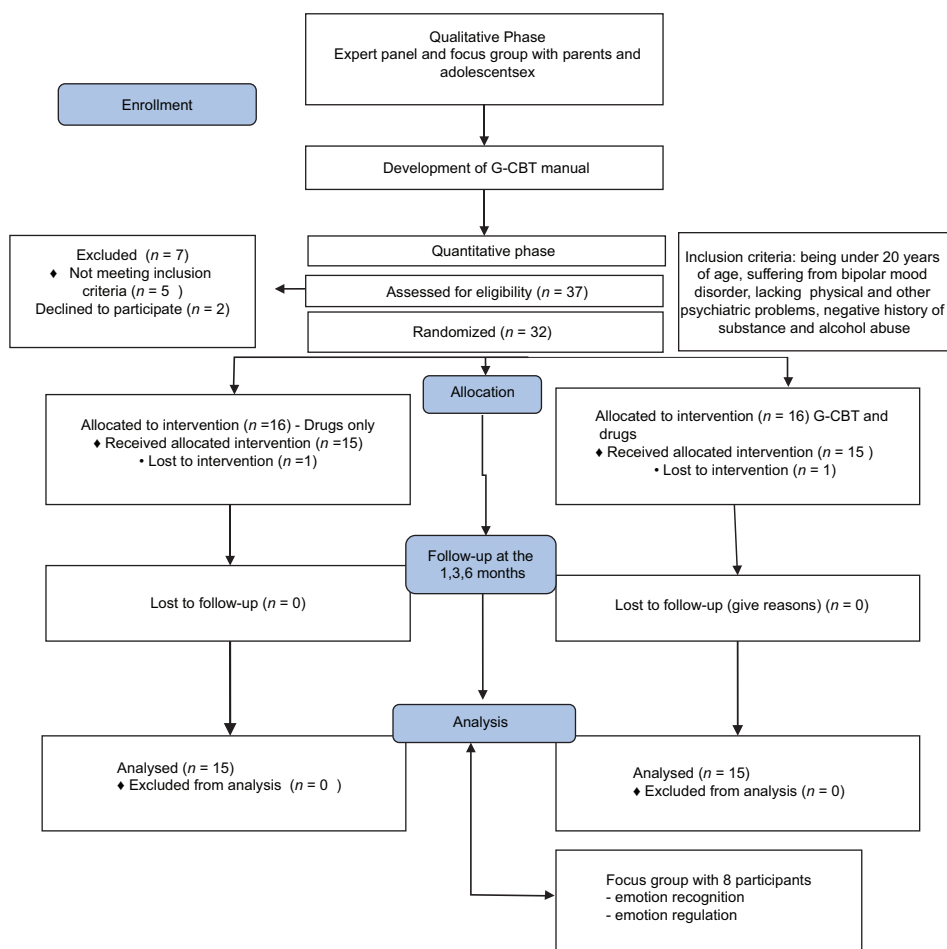 Qualitative Phase
Expert panel and focus group with parents and
adolescentsex
Enrollment
Development of G-CBT manual
Quantitative phase
Excluded (n = 7)
♦ Not meeting inclusion
criteria (n = 5 )
Declined to participate (n = 2)
Assessed for eligibility (n = 37)
Inclusion criteria: being under 20 years
of age, suffering from bipolar mood
disorder, lacking physical and other
psychiatric problems, negative history of
substance and alcohol abuse
Randomized (n = 32)
Allocation
Allocated to intervention (n =16) - Drugs only
♦ Received allocated intervention (n =15)
• Lost to intervention (n =1)
Allocated to intervention (n = 16) G-CBT and
drugs
♦ Received allocated intervention (n = 15 )
• Lost to intervention (n = 1)
Follow-up at the
1,3,6 months
Lost to follow-up (n = 0)
Lost to follow-up (give reasons) (n = 0)
Analysis
Analysed (n = 15)
♦ Excluded from analysis (n = 0 )
Analysed (n = 15)
♦ Excluded from analysis (n = 0)
Focus group with 8 participants
- emotion recognition
- emotion regulation